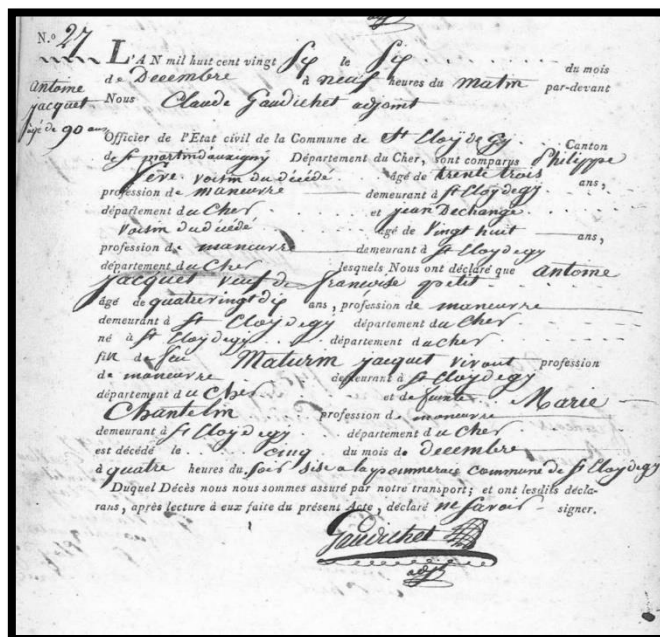 N.º 27
antoine
jacquet
agé de 90 ans
L'AN mil huit cent vingt Six le Six du mois
de Decembre à neuf heures du matin par-devant
Nous Claude Gaudichet adjoint
Officier de l'Etat civil de la Commune de St Eloy de Gy Canton
de St martin d'auxigny Département du Cher, sont comparus Philippe
voisin du décédé âgé de trente trois ans,
profession de maneuvre demeurant à St Eloy de gy
département du Cher et jean Dechange
voisin du décédé âgé de Vingt huit ans,
profession de maneuvre demeurant à St Eloy de gy
département du Cher lesquels Nous ont déclaré que antoine
jacquet veuf de françoise
âgé de quatre vingt dix ans, profession de maneuvre
demeurant à St Eloy de gy département du Cher
né à St Eloy de gy département du cher
fils de feu Maturin jacquet vivant profession
de maneuvre demeurant à St Eloy de gy
département du Cher et de funte Marie
Chantelin profession de maneuvre
demeurant à St Eloy de gy département du Cher
est décédé le cinq du mois de decembre
à quatre heures du soir sise a la pommerais commune de St Eloy de gy
Duquel Décès nous nous sommes assuré par notre transport; et ont lesdits décla-
rans, après lecture à eux faite du présent Acte, déclaré ne savoir signer.
Gaudichet
adjt